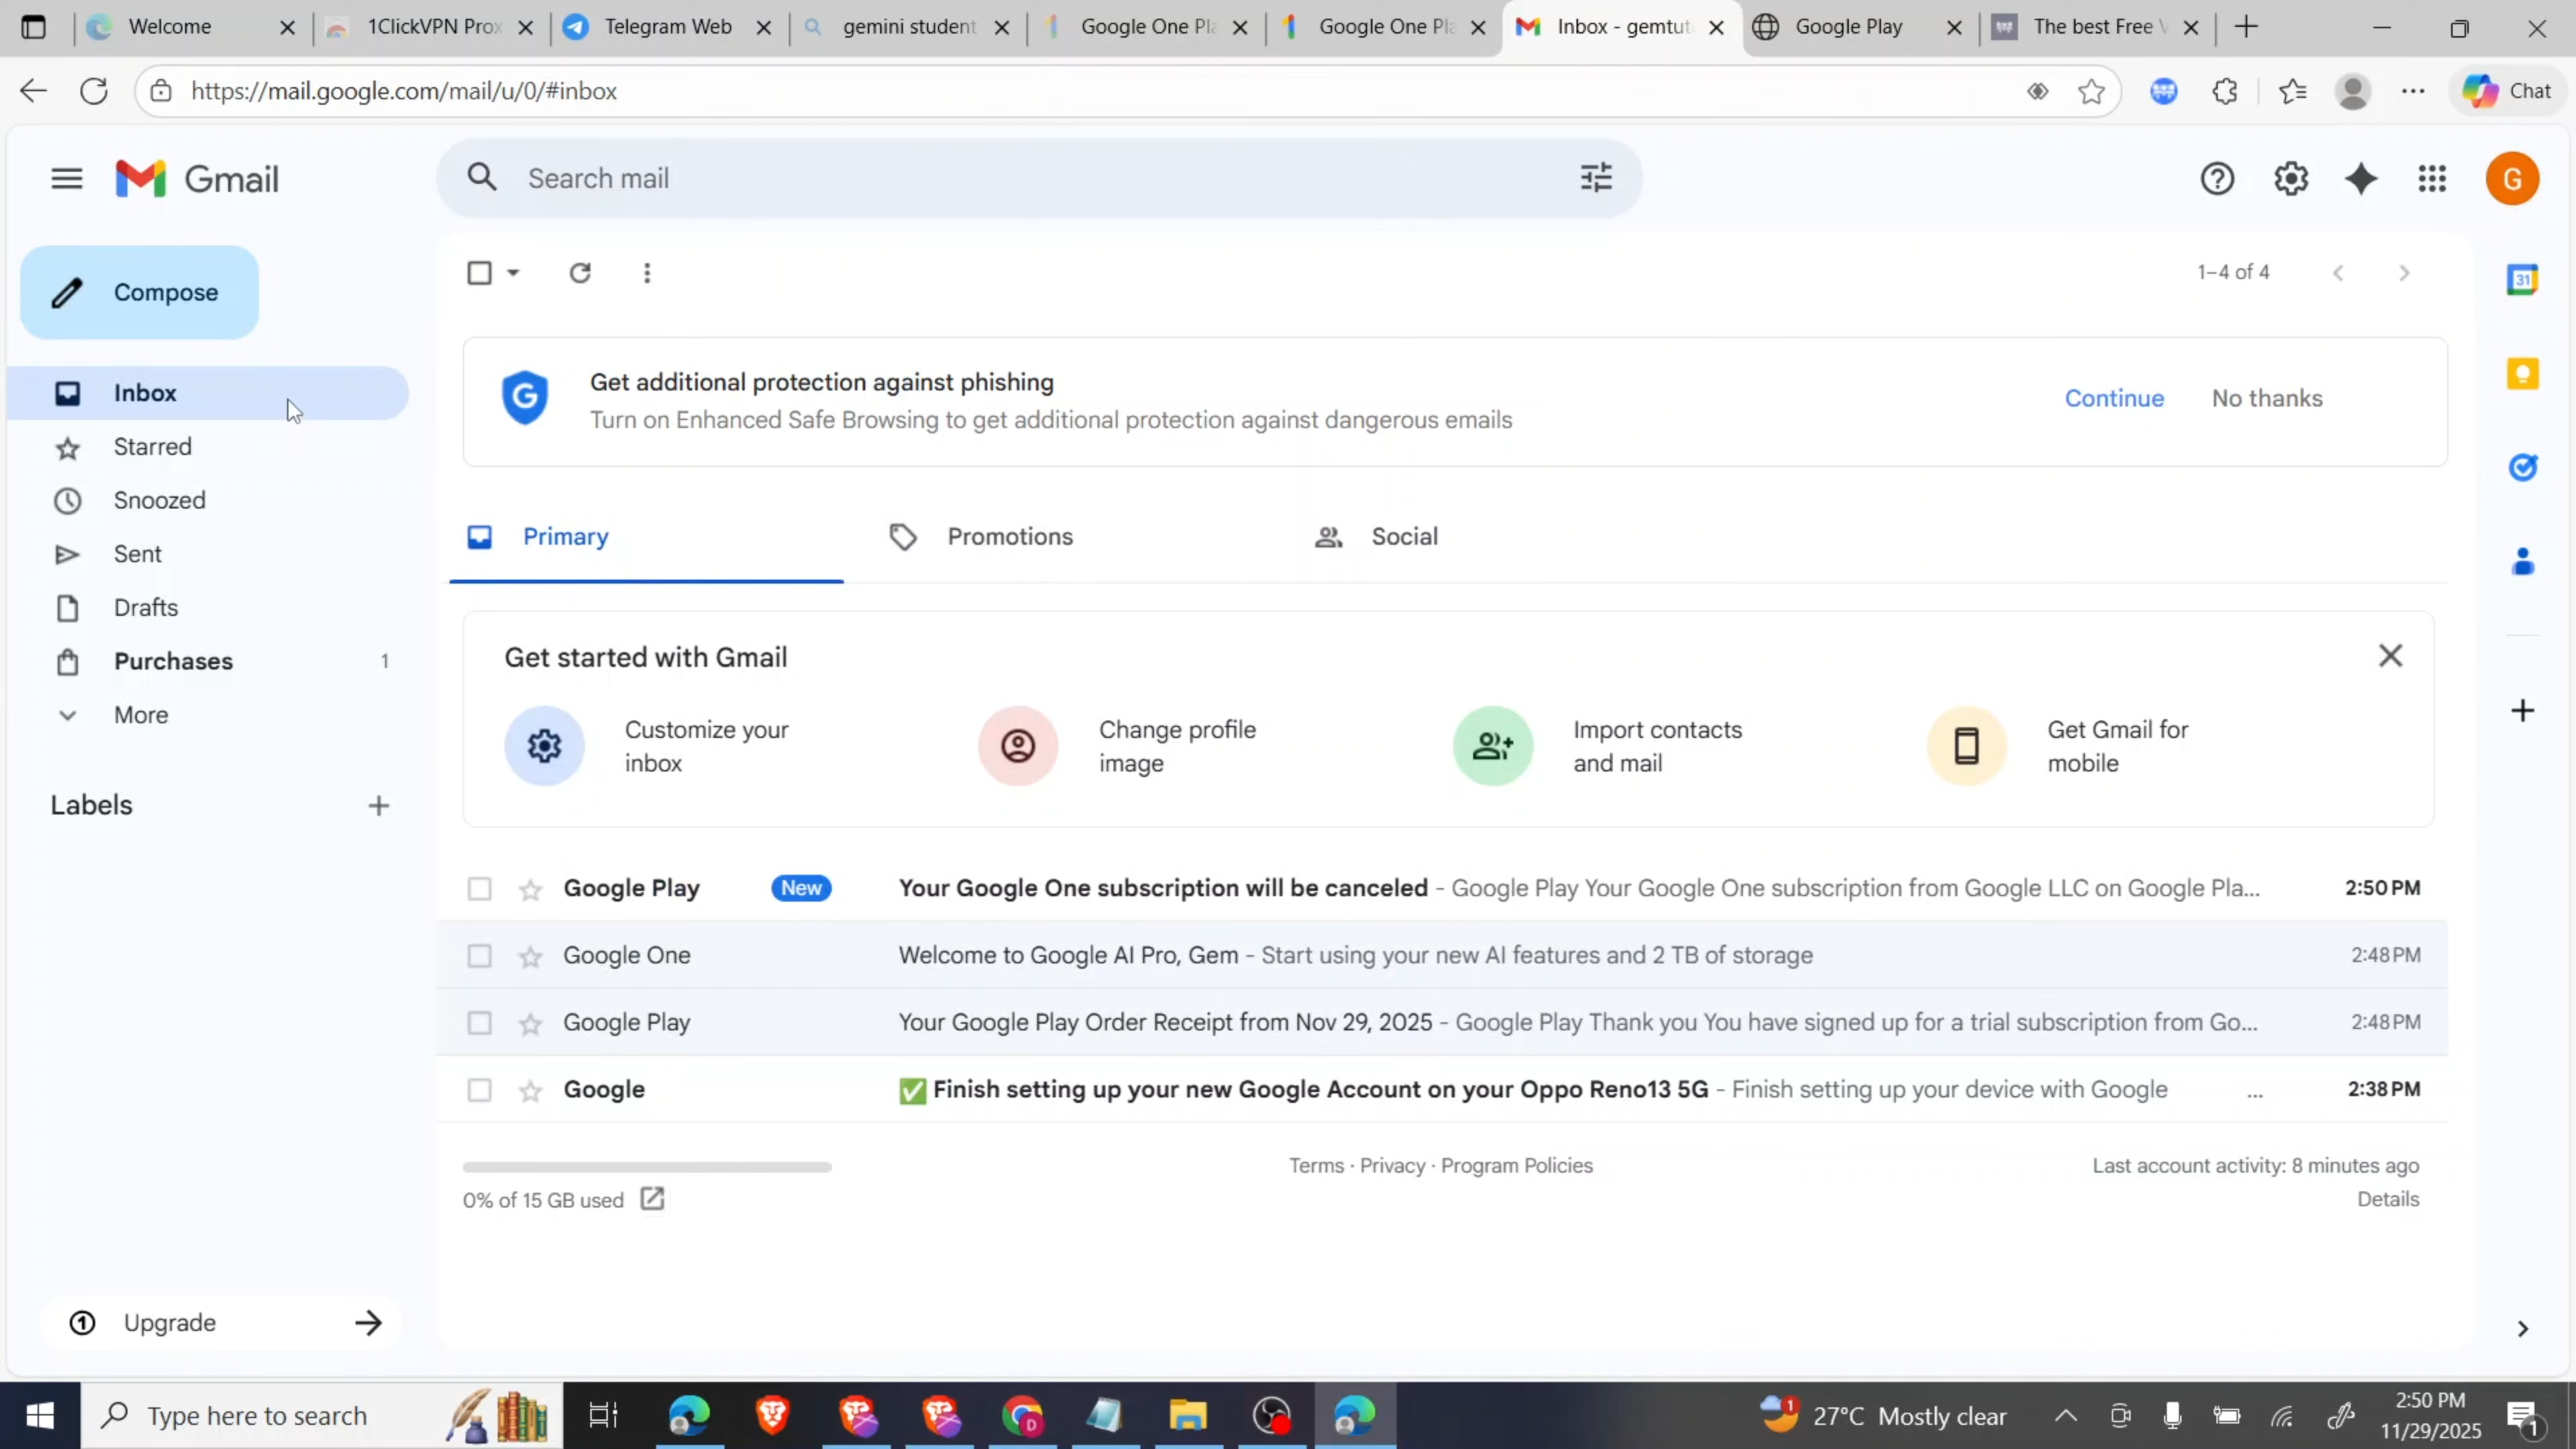 Welcome
1ClickVPN Prox
Telegram Web
gemini student
Google One Pla
Google One Pla
Inbox - gemtut
Google Play
The best Free V
https://mail.google.com/mail/u/0/#inbox
Chat
Gmail
Search mail
G
Compose
1–4 of 4
31
Get additional protection against phishing
Turn on Enhanced Safe Browsing to get additional protection against dangerous emails
Continue
No thanks
Inbox
Starred
Snoozed
Sent
Drafts
Purchases 1
More
Labels
Primary
Promotions
Social
Get started with Gmail
Customize your
inbox
Change profile
image
Import contacts
and mail
Get Gmail for
mobile
Google Play New Your Google One subscription will be canceled - Google Play Your Google One subscription from Google LLC on Google Pla... 2:50 PM
Google One Welcome to Google AI Pro, Gem - Start using your new AI features and 2 TB of storage 2:48 PM
Google Play Your Google Play Order Receipt from Nov 29, 2025 - Google Play Thank you You have signed up for a trial subscription from Go... 2:48 PM
Google ✅ Finish setting up your new Google Account on your Oppo Reno13 5G - Finish setting up your device with Google ... 2:38 PM
0% of 15 GB used
Terms · Privacy · Program Policies
Last account activity: 8 minutes ago
Details
Upgrade
Type here to search
D
1
27°C Mostly clear
2:50 PM
11/29/2025
1